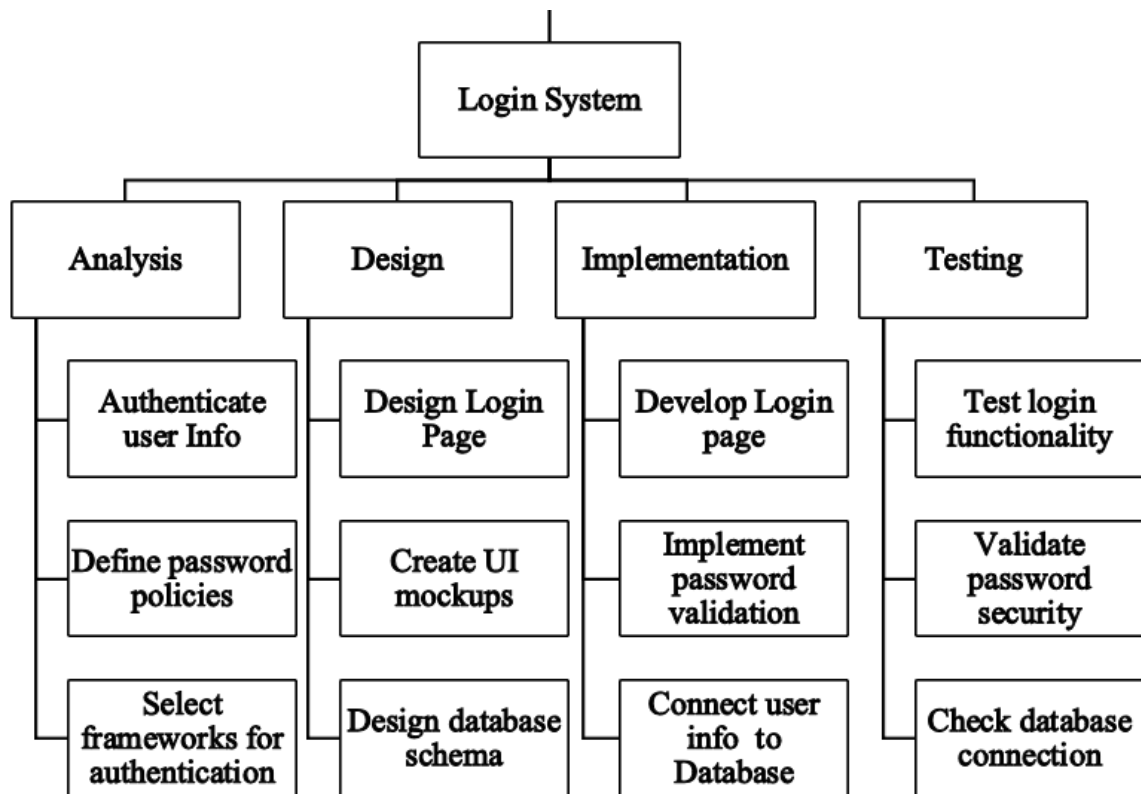 Login System
Analysis
Design
Implementation
Testing
Authenticate
user Info
Design Login
Page
Develop Login
page
Test login
functionality
Define password
policies
Create UI
mockups
Implement
password
validation
Validate
password
security
Select
frameworks for
authentication
Design database
schema
Connect user
info to
Database
Check database
connection